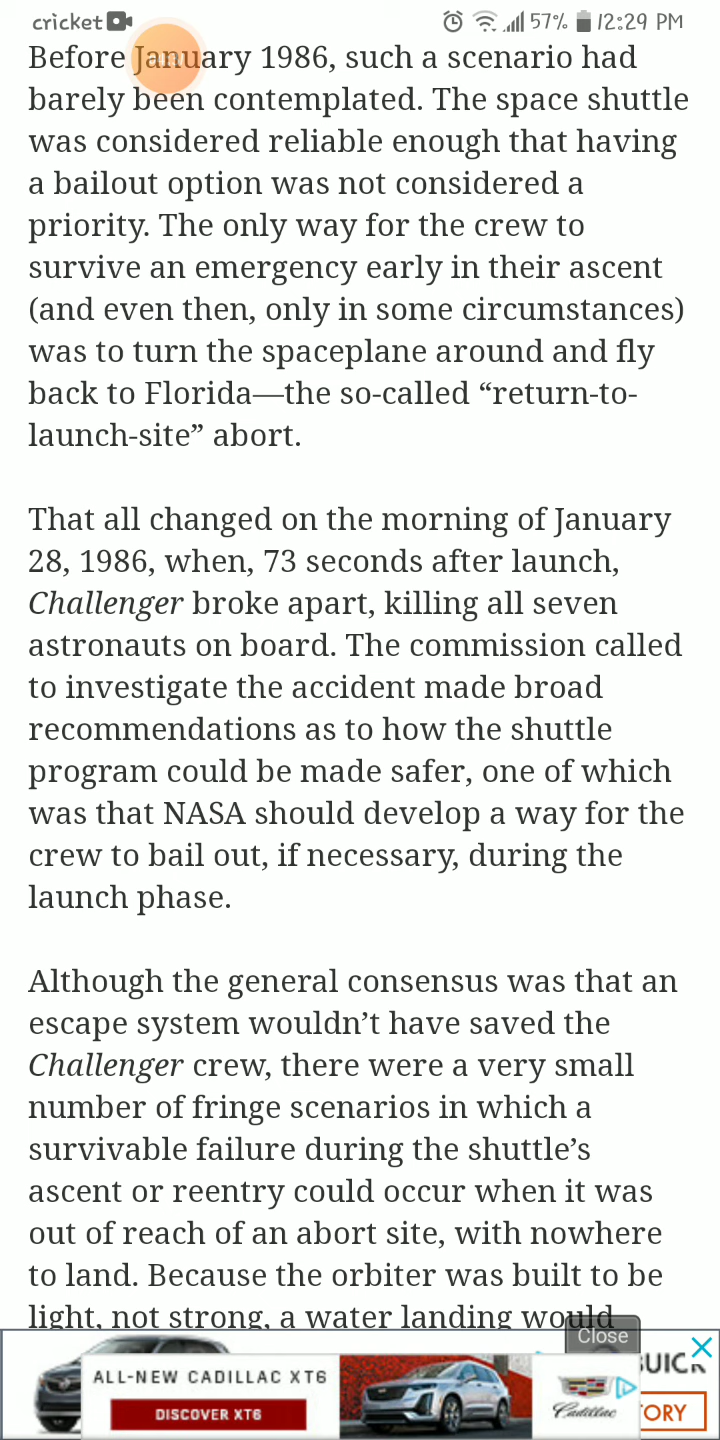 cricket 57% 12:29 PM
Before January 1986, such a scenario had
barely been contemplated. The space shuttle
was considered reliable enough that having
a bailout option was not considered a
priority. The only way for the crew to
survive an emergency early in their ascent
(and even then, only in some circumstances)
was to turn the spaceplane around and fly
back to Florida—the so-called “return-to-
launch-site” abort.
That all changed on the morning of January
28, 1986, when, 73 seconds after launch,
Challenger broke apart, killing all seven
astronauts on board. The commission called
to investigate the accident made broad
recommendations as to how the shuttle
program could be made safer, one of which
was that NASA should develop a way for the
crew to bail out, if necessary, during the
launch phase.
Although the general consensus was that an
escape system wouldn’t have saved the
Challenger crew, there were a very small
number of fringe scenarios in which a
survivable failure during the shuttle’s
ascent or reentry could occur when it was
out of reach of an abort site, with nowhere
to land. Because the orbiter was built to be
light, not strong, a water landing would
Close
ALL-NEW CADILLAC XT6
DISCOVER XT6
Cadillac
UICK
ORY